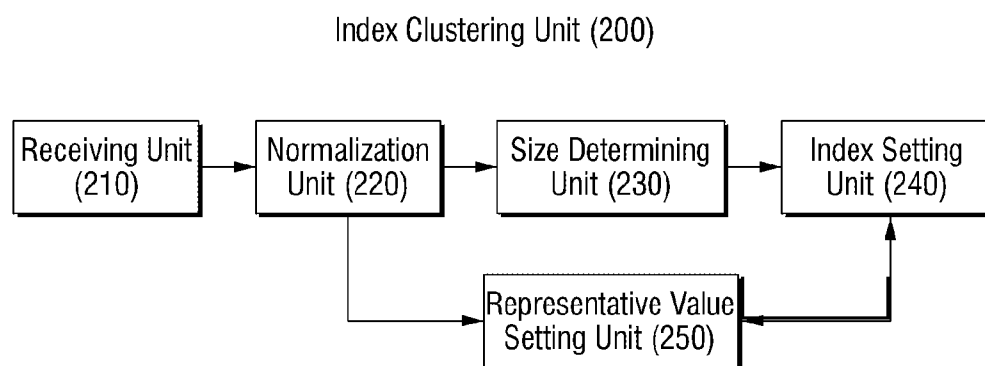 Index Clustering Unit (200)
Receiving Unit
(210)
Normalization
Unit (220)
Size Determining
Unit (230)
Index Setting
Unit (240)
Representative Value
Setting Unit (250)